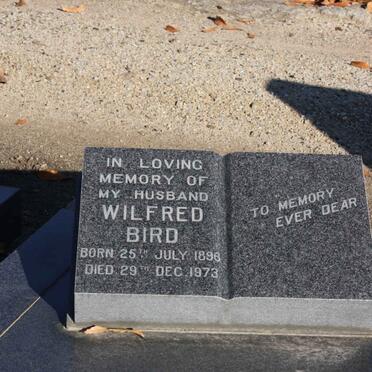 IN LOVING
MEMORY OF
MY HUSBAND
WILFRED
BIRD
BORN 25TH JULY 1896
DIED 29TH DEC. 1973
TO MEMORY
EVER DEAR